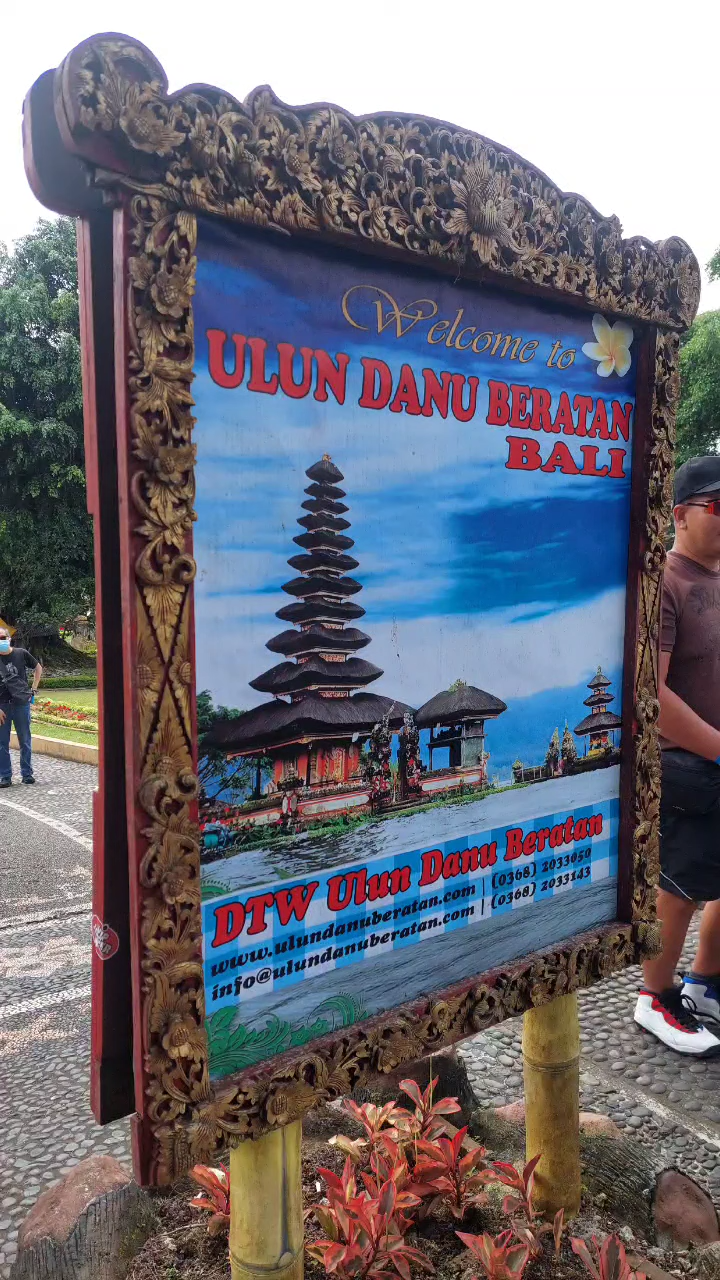 Welcome to
ULUN DANU BERATAN
BALI
DTW Ulun Danu Beratan
www.ulundanuberatan.com | (0368) 2033050
info@ulundanuberatan.com | (0368) 2033143